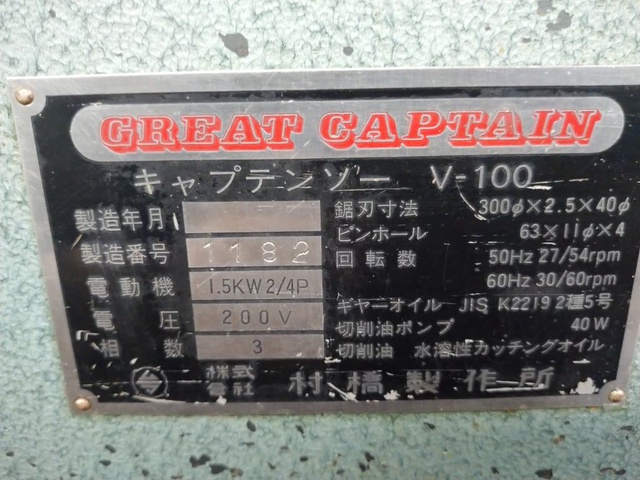 GREAT CAPTAIN
キャプテンソー V-100
製造年月
製造番号 1182
電動機 1.5KW 2/4P
電圧 200V
相数 3
鋸刃寸法 300φ×2.5×40φ
ピンホール 63×11φ×4
回転数 50Hz 27/54rpm
60Hz 30/60rpm
ギヤーオイル JIS K2219 2種5号
切削油ポンプ 40W
切削油 水溶性カッチングオイル
株式会社 村橋製作所